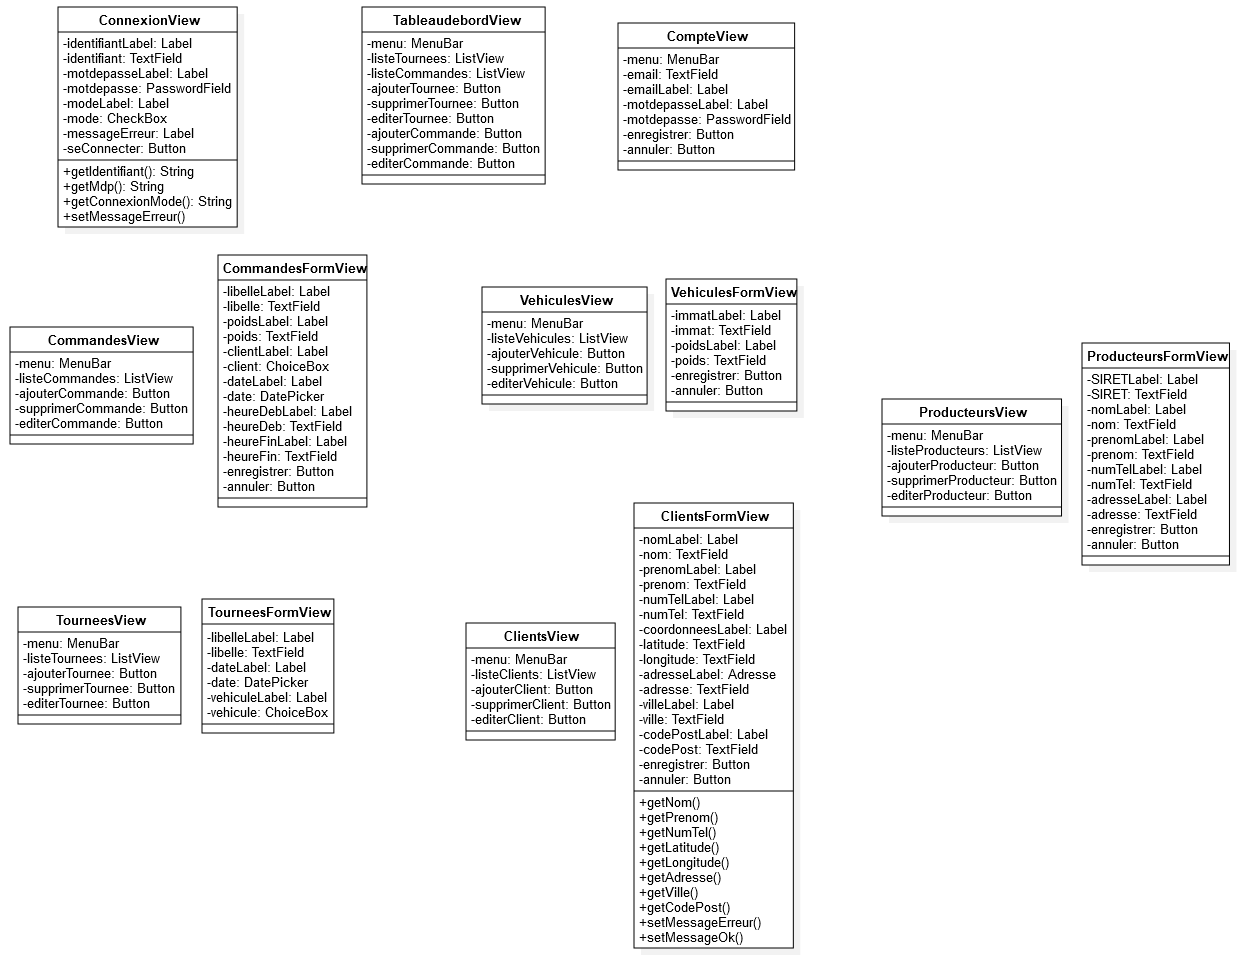 ConnexionView
-identifiantLabel: Label
-identifiant: TextField
-motdepasseLabel: Label
-motdepasse: PasswordField
-modeLabel: Label
-mode: CheckBox
-messageErreur: Label
-seConnecter: Button
+getIdentifiant(): String
+getMdp(): String
+getConnexionMode(): String
+setMessageErreur()
TableaudebordView
-menu: MenuBar
-listeTournees: ListView
-listeCommandes: ListView
-ajouterTournee: Button
-supprimerTournee: Button
-editerTournee: Button
-ajouterCommande: Button
-supprimerCommande: Button
-editerCommande: Button
CompteView
-menu: MenuBar
-email: TextField
-emailLabel: Label
-motdepasseLabel: Label
-motdepasse: PasswordField
-enregistrer: Button
-annuler: Button
CommandesView
-menu: MenuBar
-listeCommandes: ListView
-ajouterCommande: Button
-supprimerCommande: Button
-editerCommande: Button
CommandesFormView
-libelleLabel: Label
-libelle: TextField
-poidsLabel: Label
-poids: TextField
-clientLabel: Label
-client: ChoiceBox
-dateLabel: Label
-date: DatePicker
-heureDebLabel: Label
-heureDeb: TextField
-heureFinLabel: Label
-heureFin: TextField
-enregistrer: Button
-annuler: Button
VehiculesView
-menu: MenuBar
-listeVehicules: ListView
-ajouterVehicule: Button
-supprimerVehicule: Button
-editerVehicule: Button
VehiculesFormView
-immatLabel: Label
-immat: TextField
-poidsLabel: Label
-poids: TextField
-enregistrer: Button
-annuler: Button
ProducteursView
-menu: MenuBar
-listeProducteurs: ListView
-ajouterProducteur: Button
-supprimerProducteur: Button
-editerProducteur: Button
ProducteursFormView
-SIRETLabel: Label
-SIRET: TextField
-nomLabel: Label
-nom: TextField
-prenomLabel: Label
-prenom: TextField
-numTelLabel: Label
-numTel: TextField
-adresseLabel: Label
-adresse: TextField
-enregistrer: Button
-annuler: Button
TourneesView
-menu: MenuBar
-listeTournees: ListView
-ajouterTournee: Button
-supprimerTournee: Button
-editerTournee: Button
TourneesFormView
-libelleLabel: Label
-libelle: TextField
-dateLabel: Label
-date: DatePicker
-vehiculeLabel: Label
-vehicule: ChoiceBox
ClientsView
-menu: MenuBar
-listeClients: ListView
-ajouterClient: Button
-supprimerClient: Button
-editerClient: Button
ClientsFormView
-nomLabel: Label
-nom: TextField
-prenomLabel: Label
-prenom: TextField
-numTelLabel: Label
-numTel: TextField
-coordonneesLabel: Label
-latitude: TextField
-longitude: TextField
-adresseLabel: Adresse
-adresse: TextField
-villeLabel: Label
-ville: TextField
-codePostLabel: Label
-codePost: TextField
-enregistrer: Button
-annuler: Button
+getNom()
+getPrenom()
+getNumTel()
+getLatitude()
+getLongitude()
+getAdresse()
+getVille()
+getCodePost()
+setMessageErreur()
+setMessageOk()